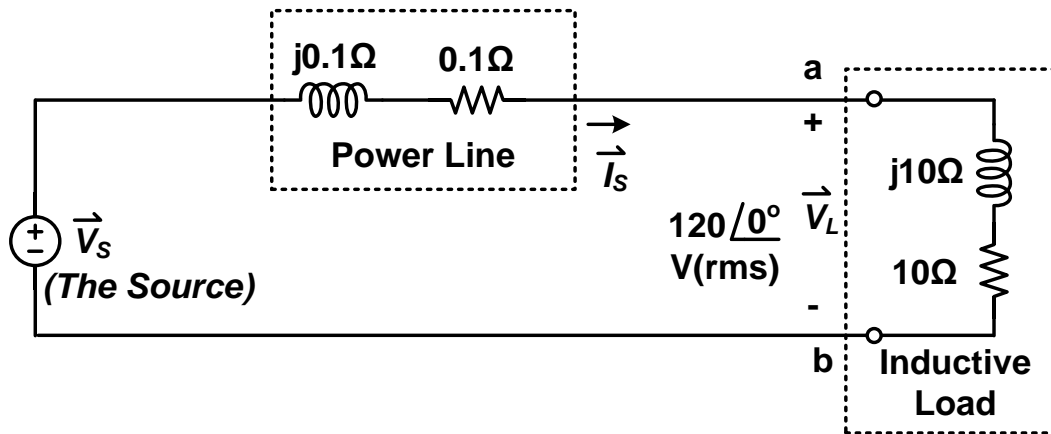 j0.1Ω
0.1Ω
Power Line
I_S
a
+
120/0°
V(rms)
V_L
-
b
j10Ω
10Ω
Inductive
Load
+
−
V_S
(The Source)